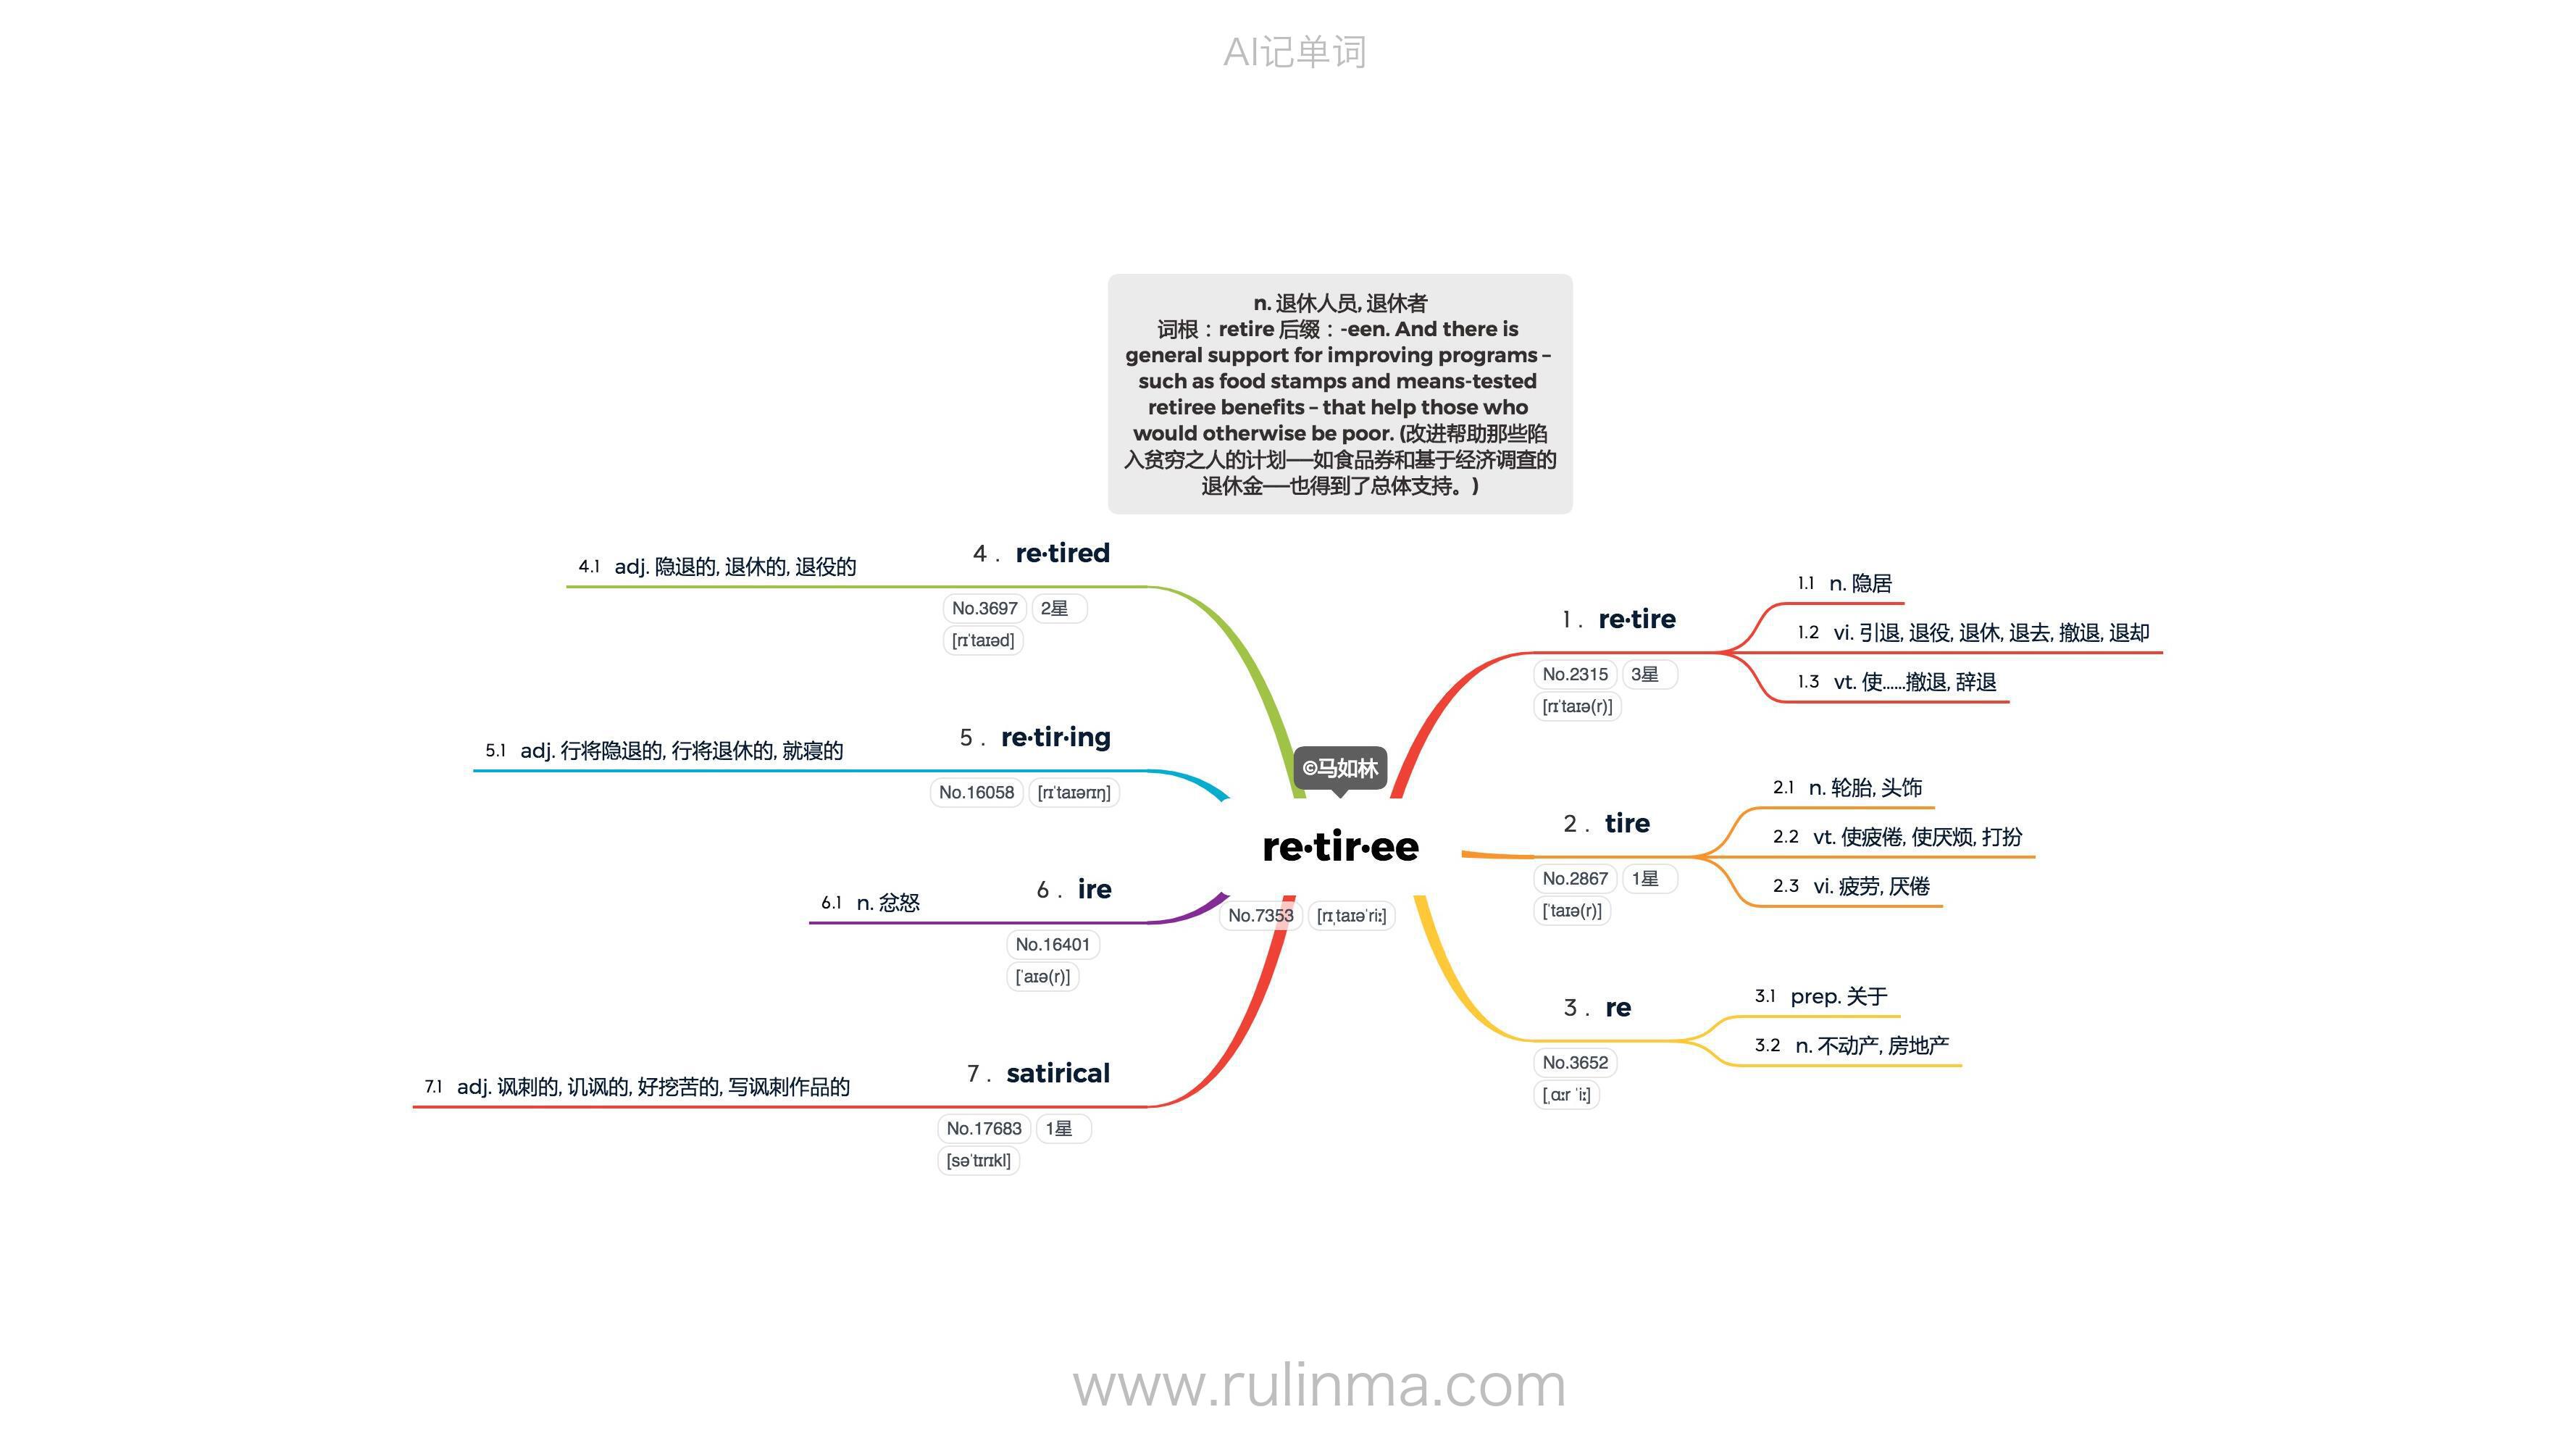 AI记单词
n. 退休人员, 退休者
词根：retire 后缀：-een. And there is
general support for improving programs –
such as food stamps and means-tested
retiree benefits – that help those who
would otherwise be poor. (改进帮助那些陷
入贫穷之人的计划──如食品券和基于经济调查的
退休金──也得到了总体支持。)
©马如林
re·tir·ee
No.7353 [rɪˌtaɪəˈriː]
1. re·tire
No.2315 3星
[rɪˈtaɪə(r)]
1.1 n. 隐居
1.2 vi. 引退, 退役, 退休, 退去, 撤退, 退却
1.3 vt. 使……撤退, 辞退
2. tire
No.2867 1星
[ˈtaɪə(r)]
2.1 n. 轮胎, 头饰
2.2 vt. 使疲倦, 使厌烦, 打扮
2.3 vi. 疲劳, 厌倦
3. re
No.3652
[ˌɑːr ˈiː]
3.1 prep. 关于
3.2 n. 不动产, 房地产
4. re·tired
No.3697 2星
[rɪˈtaɪəd]
4.1 adj. 隐退的, 退休的, 退役的
5. re·tir·ing
No.16058 [rɪˈtaɪərɪŋ]
5.1 adj. 行将隐退的, 行将退休的, 就寝的
6. ire
No.16401
[ˈaɪə(r)]
6.1 n. 忿怒
7. satirical
No.17683 1星
[səˈtɪrɪkl]
7.1 adj. 讽刺的, 讥讽的, 好挖苦的, 写讽刺作品的
www.rulinma.com